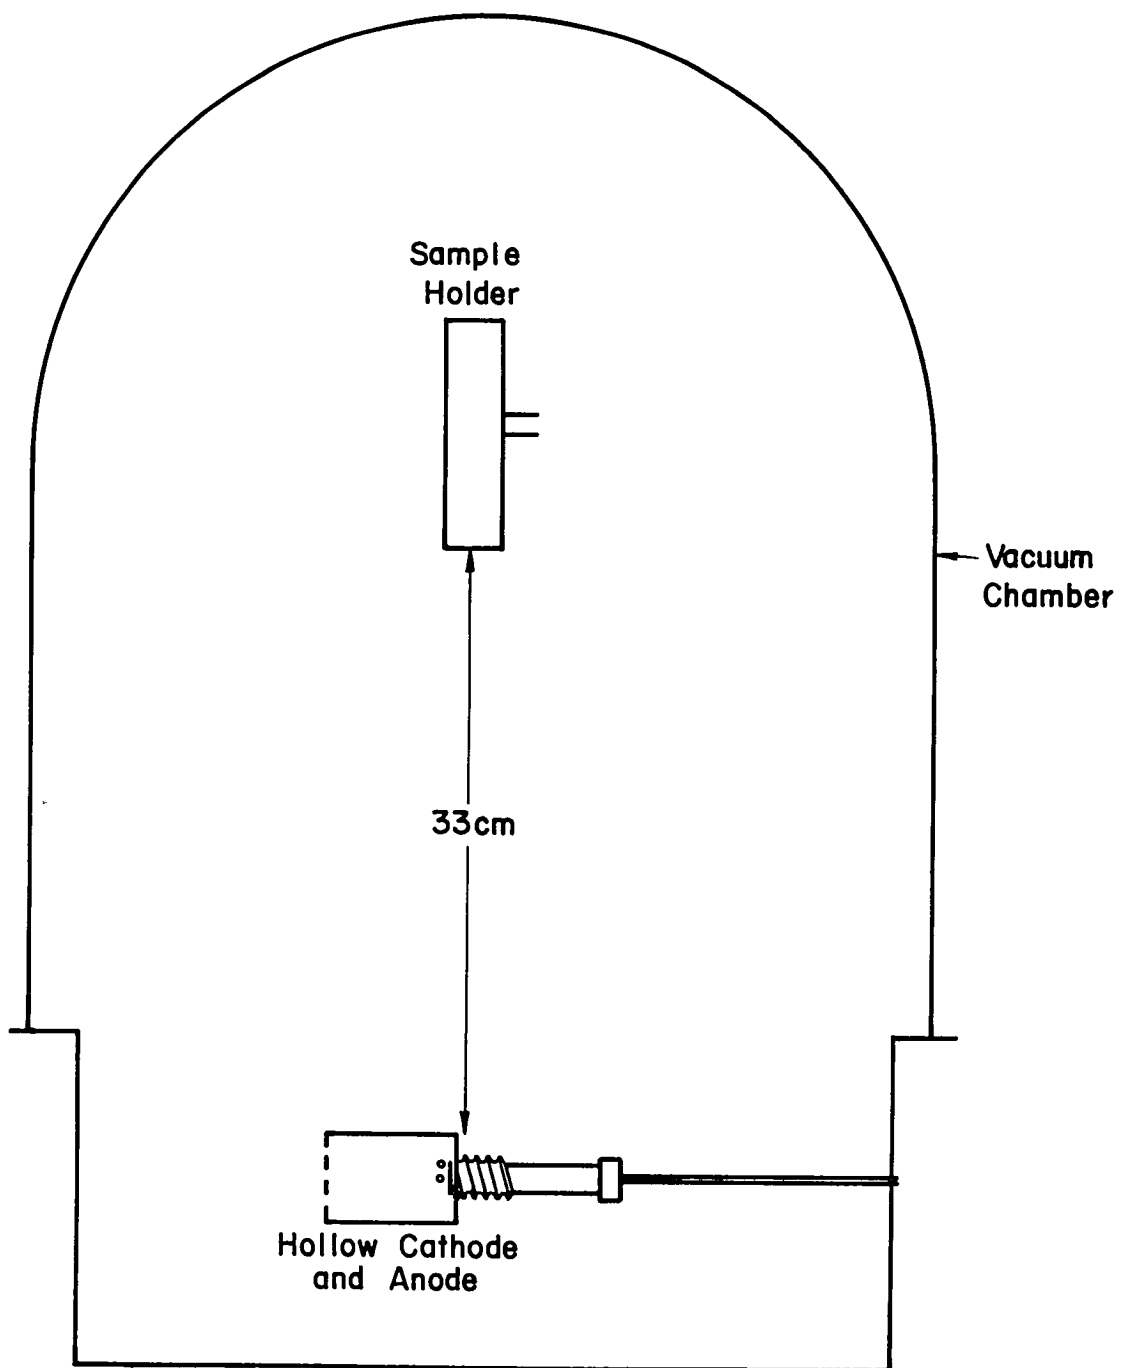 Sample
Holder
Vacuum
Chamber
33cm
Hollow Cathode
and Anode